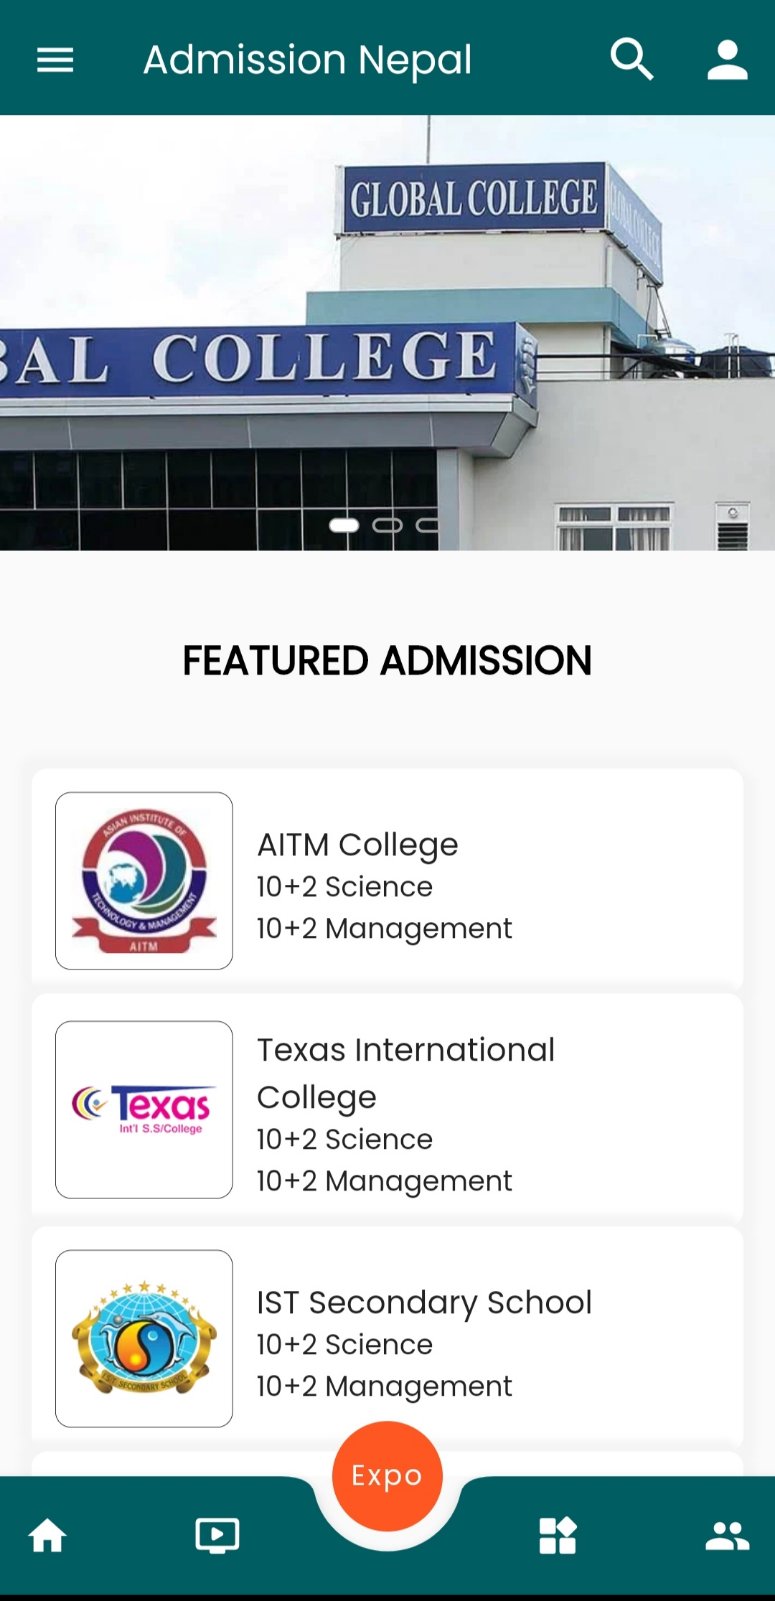 Admission Nepal
GLOBAL COLLEGE
GLOBAL COLLEGE
BAL COLLEGE
FEATURED ADMISSION
ASIAN INSTITUTE OF
TECHNOLOGY & MANAGEMENT
AITM
AITM College
10+2 Science
10+2 Management
Texas
Int'l S.S/College
Texas International
College
10+2 Science
10+2 Management
IST SECONDARY SCHOOL
IST Secondary School
10+2 Science
10+2 Management
Expo